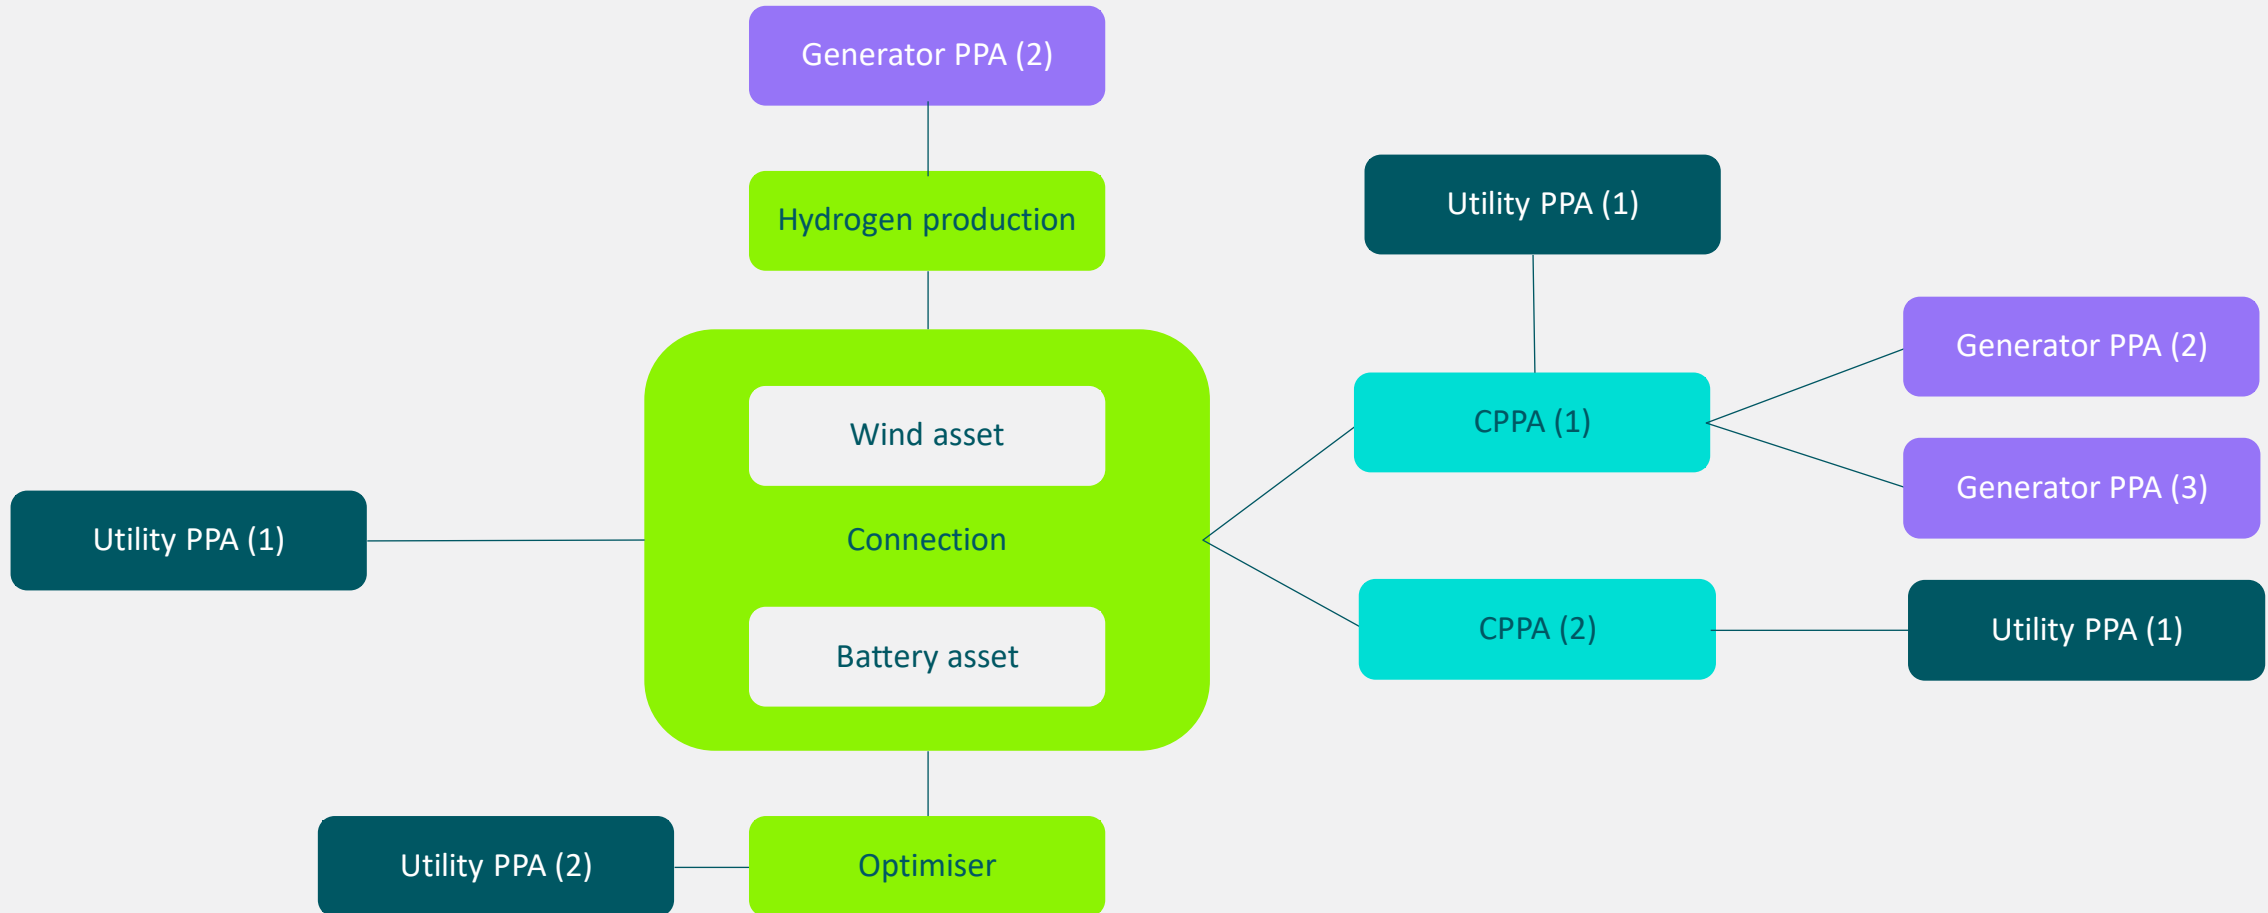 Generator PPA (2)
Hydrogen production
Utility PPA (1)
Wind asset
Generator PPA (2)
CPPA (1)
Generator PPA (3)
Utility PPA (1)
Connection
CPPA (2)
Utility PPA (1)
Battery asset
Utility PPA (2)
Optimiser